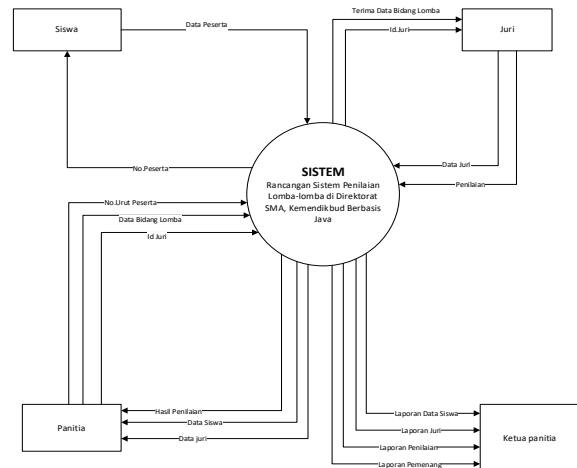 Siswa
Data Peserta
Terima Data Bidang Lomba
Id.Juri
Juri
No.Peserta
Data Juri
Penilaian
SISTEM
Rancangan Sistem Penilaian
Lomba-lomba di Direktorat
SMA, Kemendikbud Berbasis
Java
No.Urut Peserta
Data Bidang Lomba
Id Juri
Panitia
Hasil Penilaian
Data Siswa
Data juri
Laporan Data Siswa
Laporan Juri
Laporan Penilaian
Laporan Pemenang
Ketua panitia